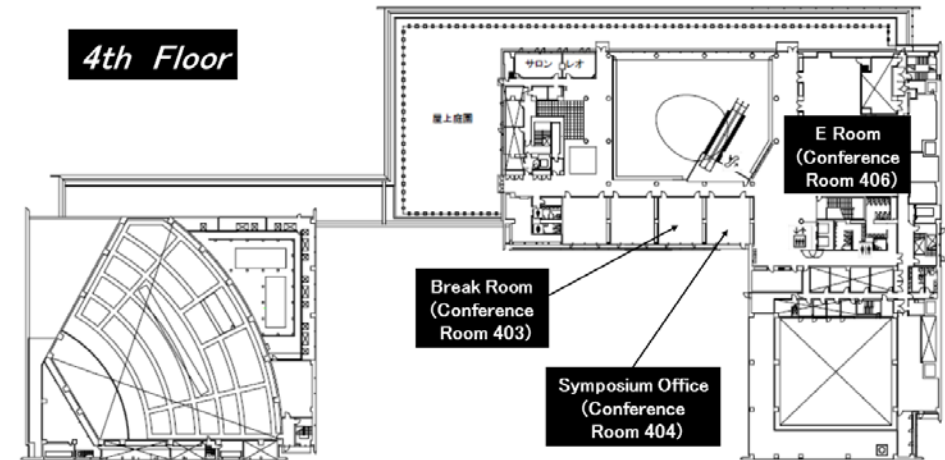 4th Floor
サロン レオ
屋上庭園
E Room
(Conference
Room 406)
Break Room
(Conference
Room 403)
Symposium Office
(Conference
Room 404)